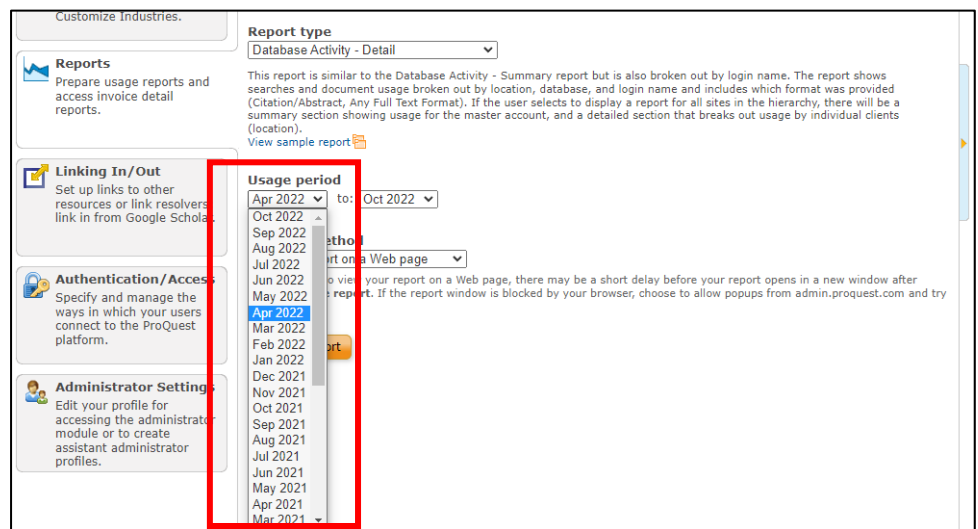 Customize Industries.
Reports
Prepare usage reports and
access invoice detail
reports.
Linking In/Out
Set up links to other
resources or link resolvers
link in from Google Schola
Authentication/Access
Specify and manage the
ways in which your users
connect to the ProQuest
platform.
Administrator Settings
Edit your profile for
accessing the administrator
module or to create
assistant administrator
profiles.
Report type
Database Activity - Detail
This report is similar to the Database Activity - Summary report but is also broken out by login name. The report shows
searches and document usage broken out by location, database, and login name and includes which format was provided
(Citation/Abstract, Any Full Text Format). If the user selects to display a report for all sites in the hierarchy, there will be a
summary section showing usage for the master account, and a detailed section that breaks out usage by individual clients
(location).
View sample report
Usage period
Apr 2022 to: Oct 2022
Oct 2022
Sep 2022
Aug 2022
Jul 2022
Jun 2022
May 2022
Apr 2022
Mar 2022
Feb 2022
Jan 2022
Dec 2021
Nov 2021
Oct 2021
Sep 2021
Aug 2021
Jul 2021
Jun 2021
May 2021
Apr 2021
Mar 2021
ethod
ort on a Web page
o view your report on a Web page, there may be a short delay before your report opens in a new window after
e report. If the report window is blocked by your browser, choose to allow popups from admin.proquest.com and try
ort